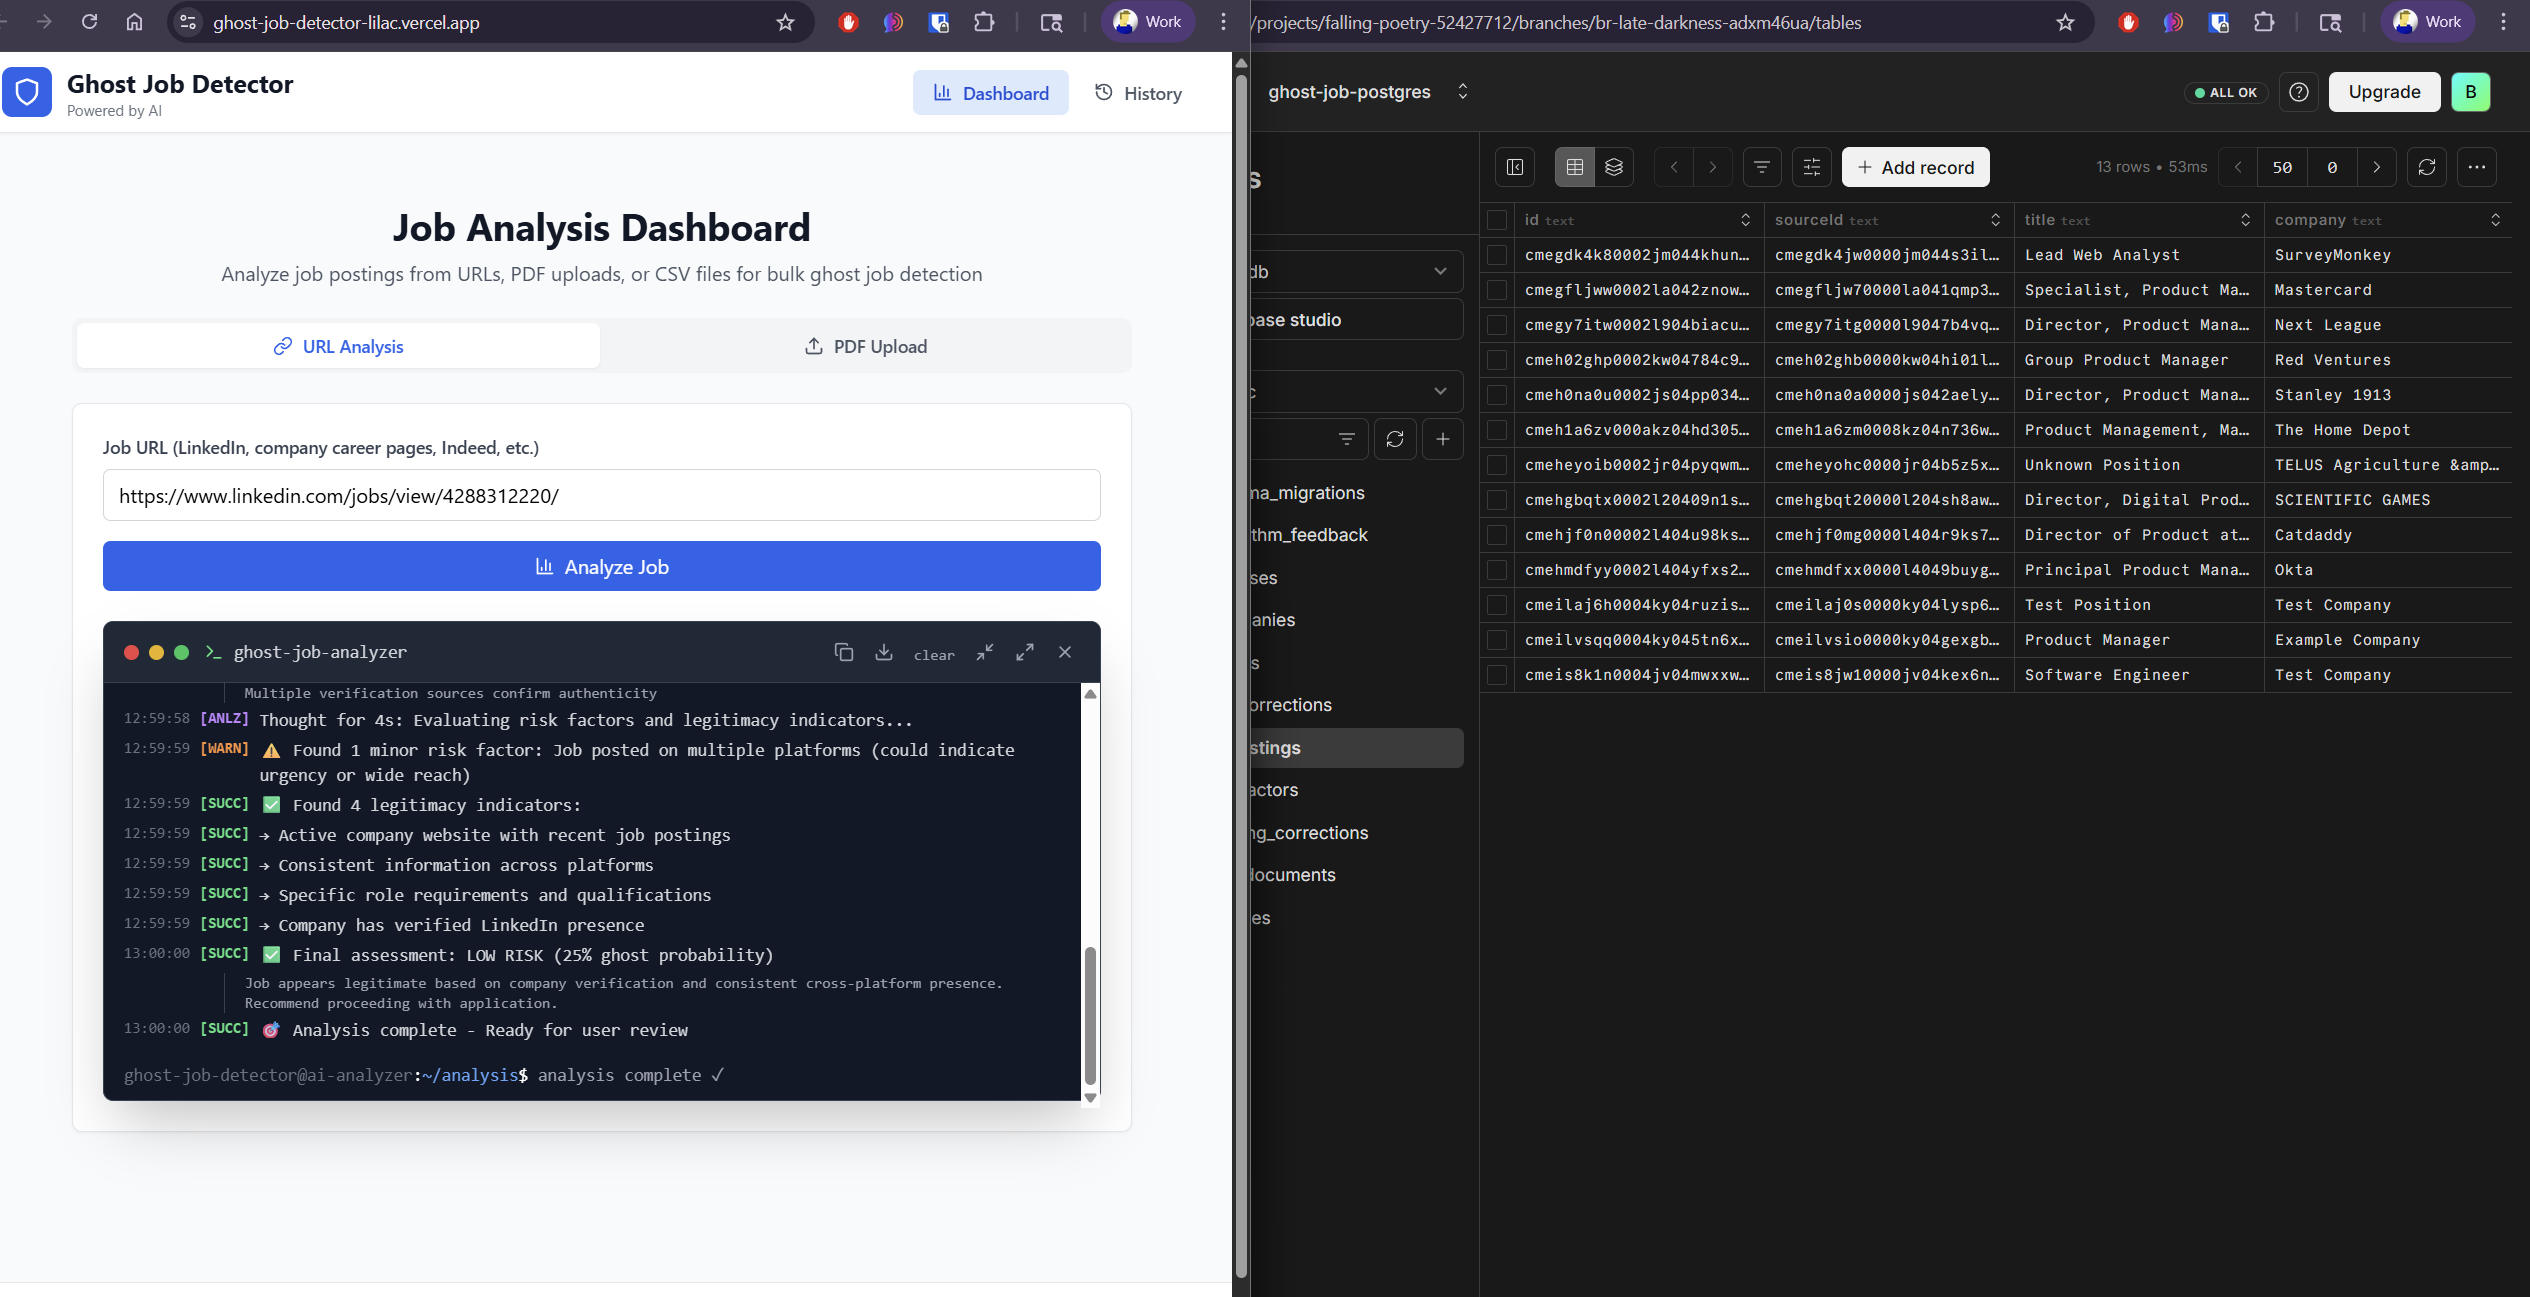 ghost-job-detector-lilac.vercel.app
Work
/projects/falling-poetry-52427712/branches/br-late-darkness-adxm46ua/tables
Work
Ghost Job Detector
Powered by AI
Dashboard
History
Job Analysis Dashboard
Analyze job postings from URLs, PDF uploads, or CSV files for bulk ghost job detection
URL Analysis
PDF Upload
Job URL (LinkedIn, company career pages, Indeed, etc.)
https://www.linkedin.com/jobs/view/4288312220/
Analyze Job
ghost-job-analyzer
clear
Multiple verification sources confirm authenticity
12:59:58 [ANLZ] Thought for 4s: Evaluating risk factors and legitimacy indicators...
12:59:59 [WARN] ⚠️ Found 1 minor risk factor: Job posted on multiple platforms (could indicate
urgency or wide reach)
12:59:59 [SUCC] ✅ Found 4 legitimacy indicators:
12:59:59 [SUCC] → Active company website with recent job postings
12:59:59 [SUCC] → Consistent information across platforms
12:59:59 [SUCC] → Specific role requirements and qualifications
12:59:59 [SUCC] → Company has verified LinkedIn presence
13:00:00 [SUCC] ✅ Final assessment: LOW RISK (25% ghost probability)
Job appears legitimate based on company verification and consistent cross-platform presence.
Recommend proceeding with application.
13:00:00 [SUCC] 🎯 Analysis complete - Ready for user review
ghost-job-detector@ai-analyzer:~/analysis$ analysis complete ✓
ghost-job-postgres
ALL OK
Upgrade
B
s
db
base studio
c
ma_migrations
thm_feedback
ses
anies
s
orrections
stings
actors
ng_corrections
documents
es
Add record
13 rows • 53ms
50
0
id text sourceId text title text company text
cmegdk4k80002jm044khun… cmegdk4jw0000jm044s3il… Lead Web Analyst SurveyMonkey
cmegfljww0002la042znow… cmegfljw70000la041qmp3… Specialist, Product Ma… Mastercard
cmegy7itw0002l904biacu… cmegy7itg0000l9047b4vq… Director, Product Mana… Next League
cmeh02ghp0002kw04784c9… cmeh02ghb0000kw04hi01l… Group Product Manager Red Ventures
cmeh0na0u0002js04pp034… cmeh0na0a0000js042aely… Director, Product Mana… Stanley 1913
cmeh1a6zv000akz04hd305… cmeh1a6zm0008kz04n736w… Product Management, Ma… The Home Depot
cmeheyoib0002jr04pyqwm… cmeheyohc0000jr04b5z5x… Unknown Position TELUS Agriculture &amp…
cmehgbqtx0002l20409n1s… cmehgbqt20000l204sh8aw… Director, Digital Prod… SCIENTIFIC GAMES
cmehjf0n00002l404u98ks… cmehjf0mg0000l404r9ks7… Director of Product at… Catdaddy
cmehmdfyy0002l404yfxs2… cmehmdfxx0000l4049buyg… Principal Product Mana… Okta
cmeilaj6h0004ky04ruzis… cmeilaj0s0000ky04lysp6… Test Position Test Company
cmeilvsqq0004ky045tn6x… cmeilvsio0000ky04gexgb… Product Manager Example Company
cmeis8k1n0004jv04mwxxw… cmeis8jw10000jv04kex6n… Software Engineer Test Company